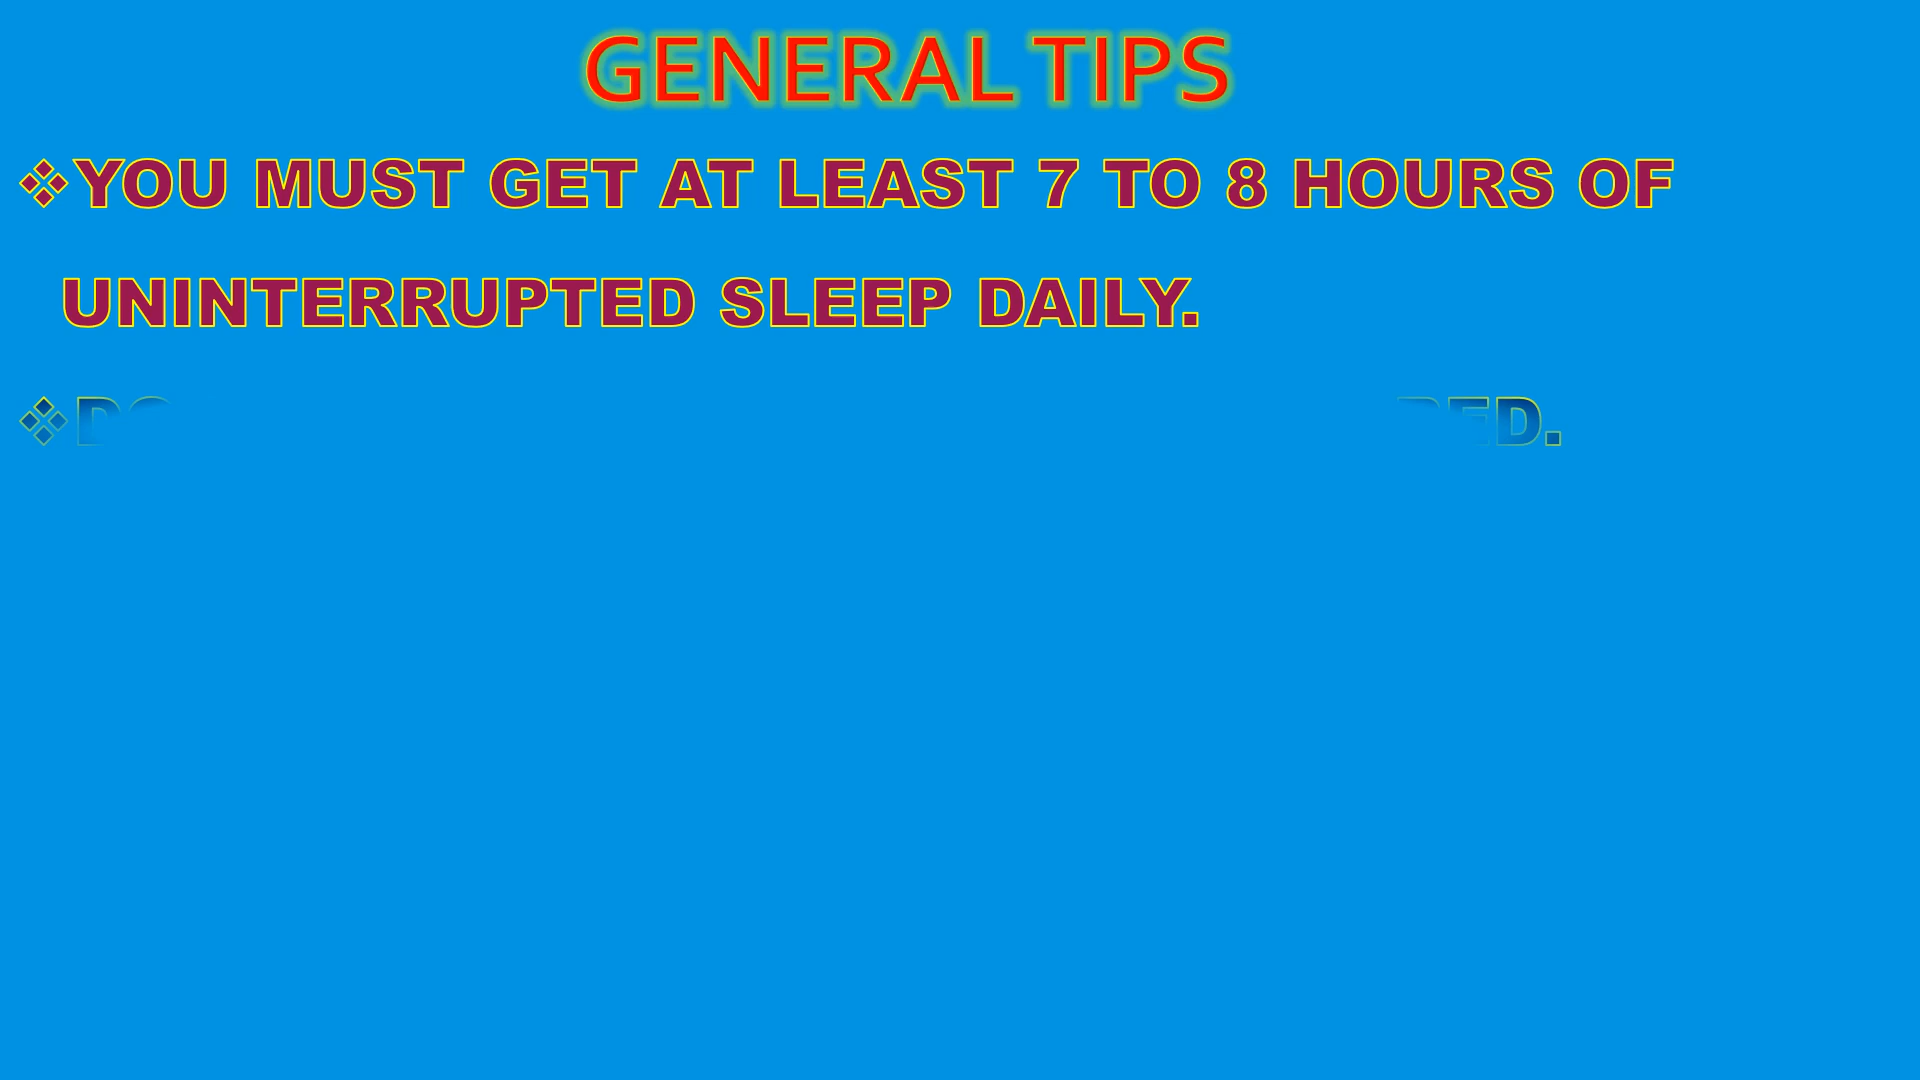 GENERAL TIPS
❖YOU MUST GET AT LEAST 7 TO 8 HOURS OF
UNINTERRUPTED SLEEP DAILY.